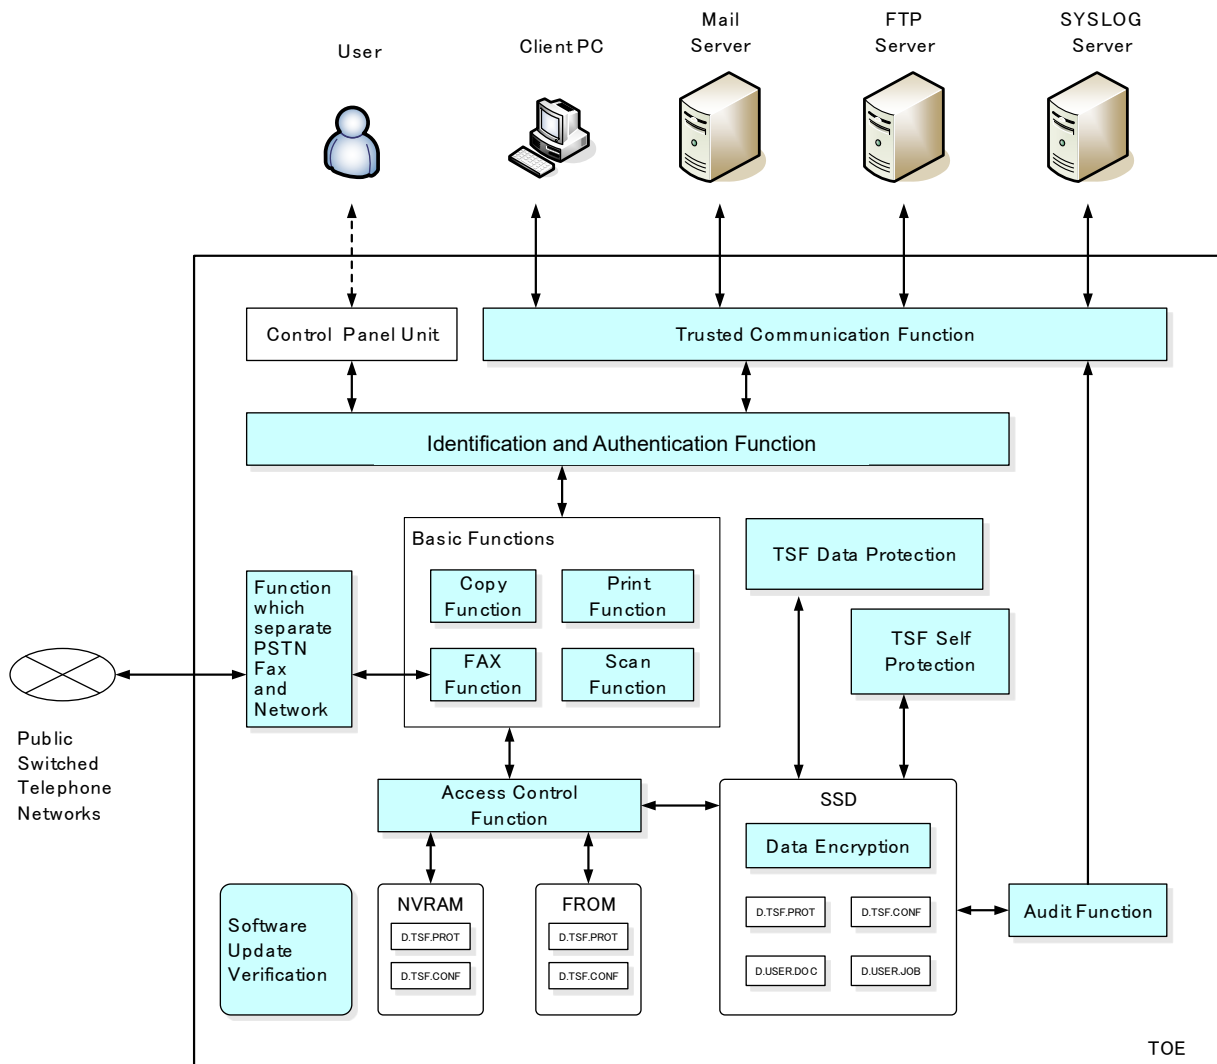 User
Client PC
Mail
Server
FTP
Server
SYSLOG
Server
Control Panel Unit
Trusted Communication Function
Identification and Authentication Function
Basic Functions
Copy
Function
Print
Function
FAX
Function
Scan
Function
Function
which
separate
PSTN
Fax
and
Network
TSF Data Protection
TSF Self
Protection
Public
Switched
Telephone
Networks
Access Control
Function
SSD
Data Encryption
D.TSF.PROT
D.TSF.CONF
D.USER.DOC
D.USER.JOB
Audit Function
Software
Update
Verification
NVRAM
D.TSF.PROT
D.TSF.CONF
FROM
D.TSF.PROT
D.TSF.CONF
TOE